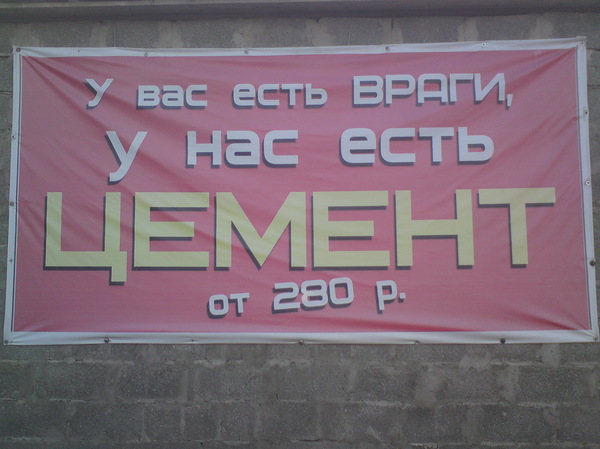 У вас есть ВРАГИ,
у нас есть
ЦЕМЕНТ
от 280 р.